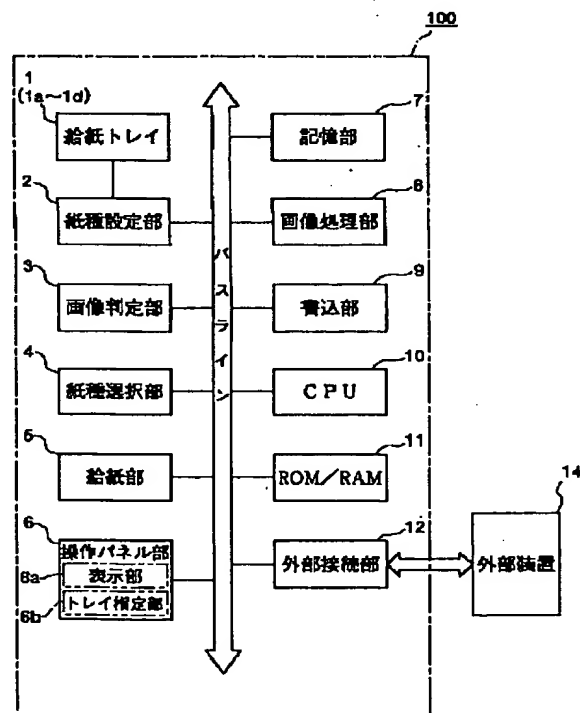 100
1
(1a～1d)
給紙トレイ
2
紙種設定部
3
画像判定部
4
紙種選択部
5
給紙部
6
操作パネル部
6a
表示部
6b
トレイ指定部
バスライン
7
記憶部
8
画像処理部
9
書込部
10
CPU
11
ROM／RAM
12
外部接続部
14
外部装置